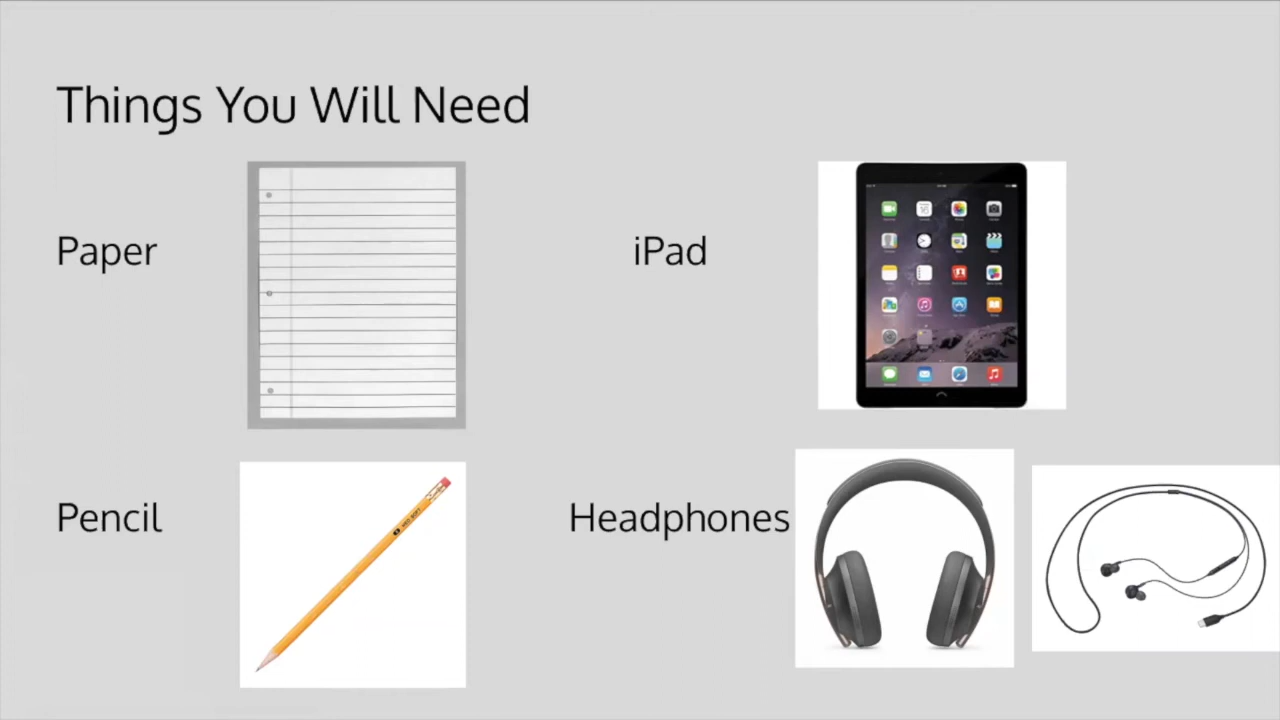 Things You Will Need
Paper
iPad
Pencil
Headphones